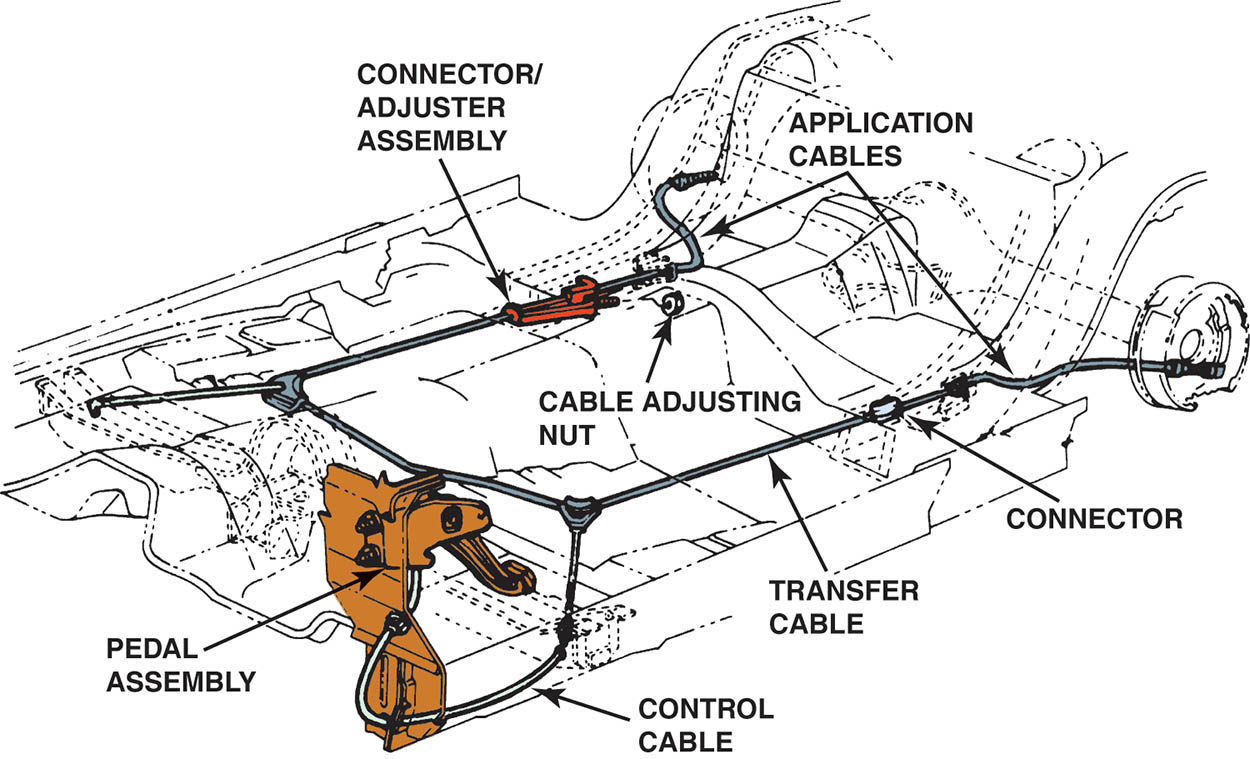 CONNECTOR/
ADJUSTER
ASSEMBLY
APPLICATION
CABLES
CABLE ADJUSTING
NUT
CONNECTOR
TRANSFER
CABLE
PEDAL
ASSEMBLY
CONTROL
CABLE